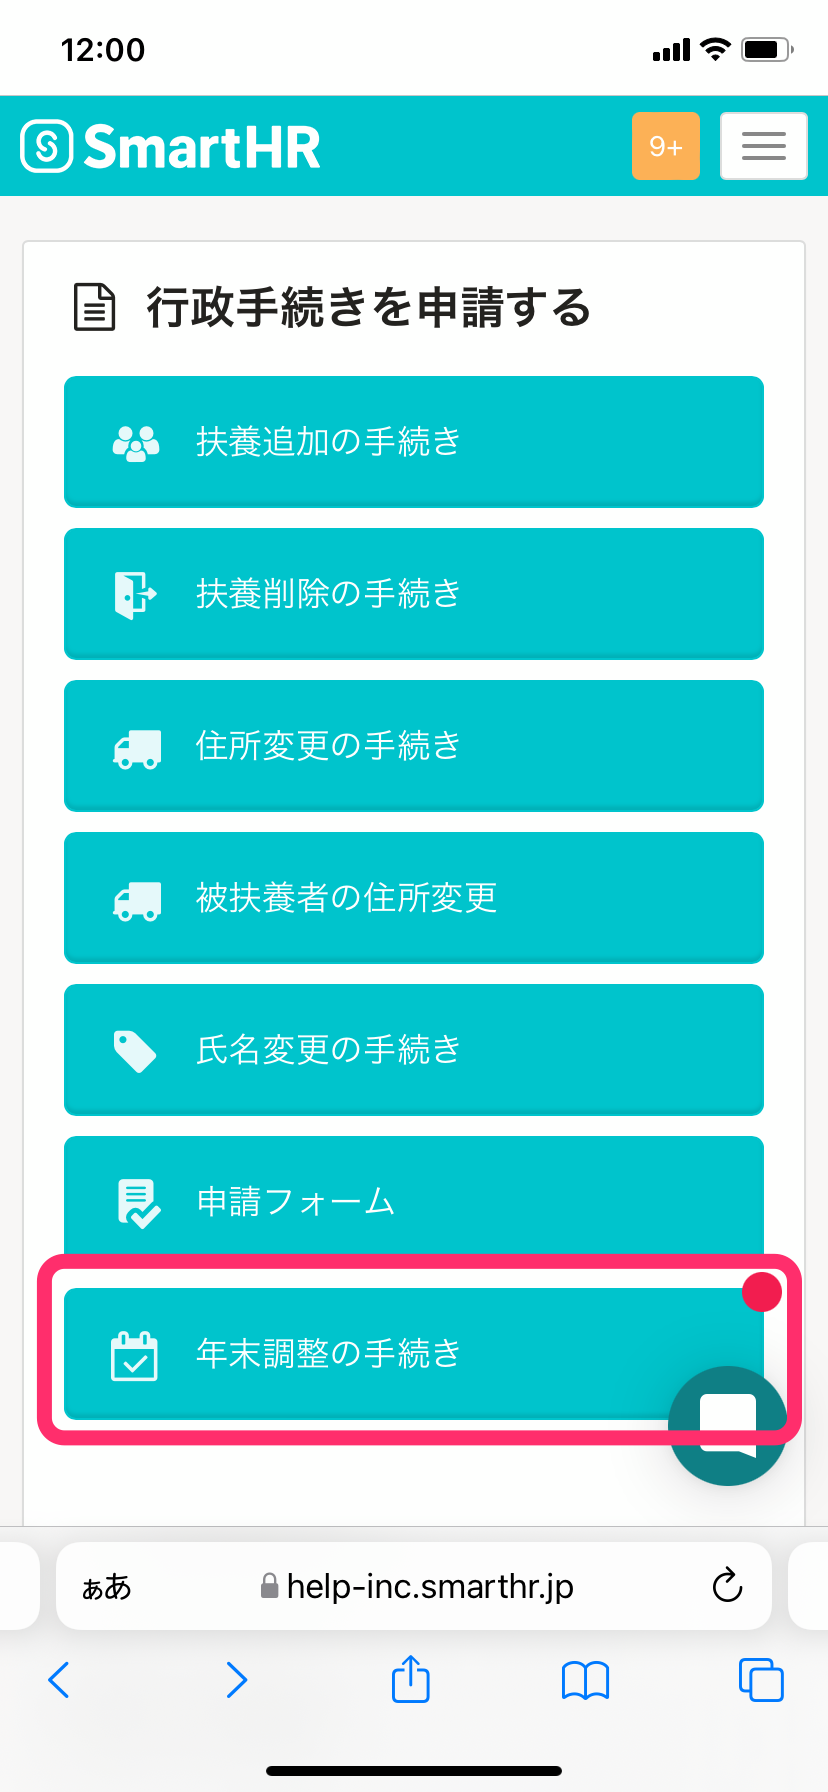 12:00
SmartHR
9+
行政手続きを申請する
扶養追加の手続き
扶養削除の手続き
住所変更の手続き
被扶養者の住所変更
氏名変更の手続き
申請フォーム
年末調整の手続き
ぁあ
help-inc.smarthr.jp